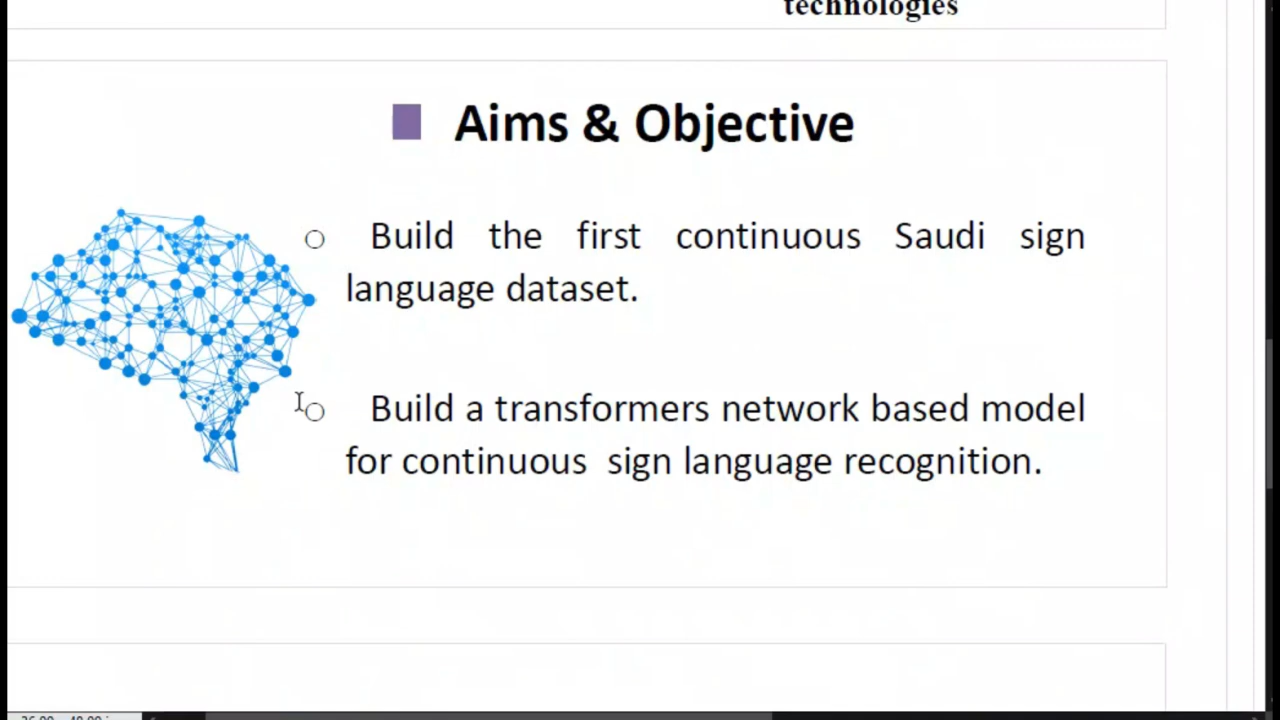 technologies
Aims & Objective
Build the first continuous Saudi sign
language dataset.
Build a transformers network based model
for continuous sign language recognition.